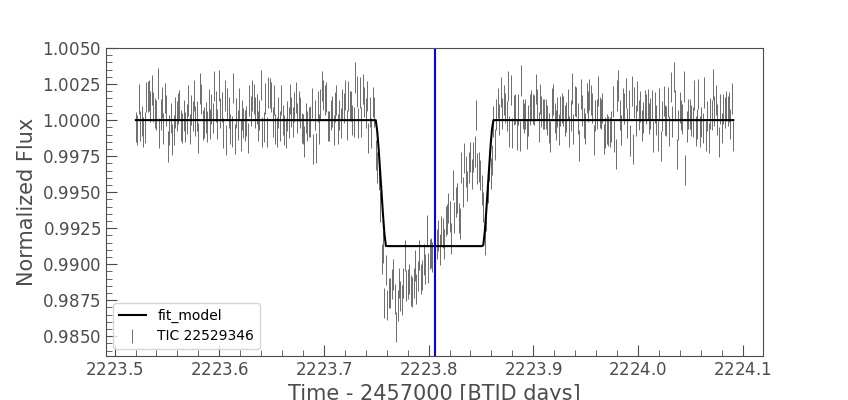 1.0050
1.0025
1.0000
0.9975
0.9950
0.9925
0.9900
0.9875
0.9850
Normalized Flux
fit_model
TIC 22529346
2223.5 2223.6 2223.7 2223.8 2223.9 2224.0 2224.1
Time - 2457000 [BTJD days]